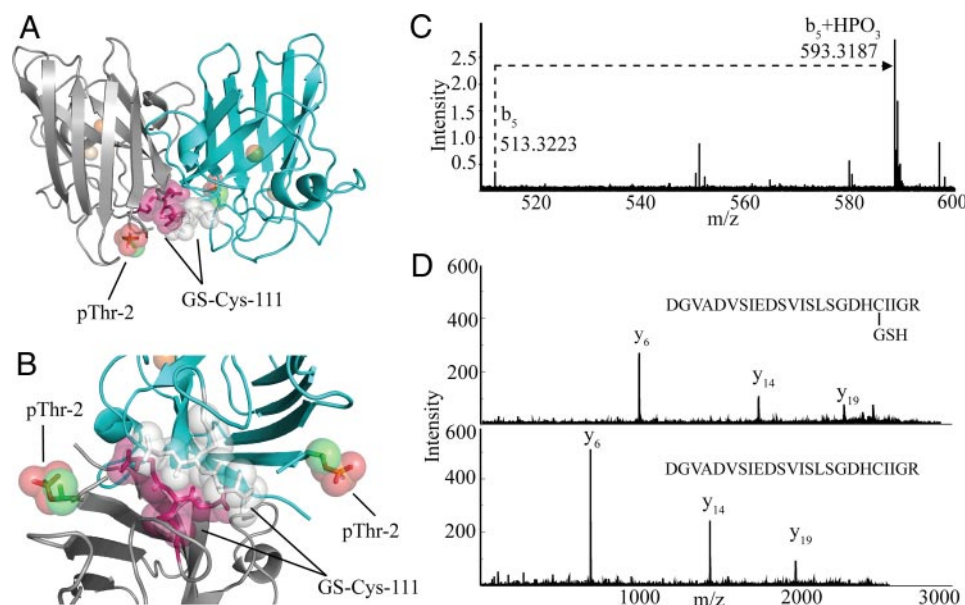 A
pThr-2
GS-Cys-111
B
pThr-2
pThr-2
GS-Cys-111
C
b5+HPO3
593.3187
b5
513.3223
Intensity
2.5
2.0
1.5
1.0
0.5
520 540 560 580 600
m/z
D
600
400
200
DGVADVSIEDSVISLSGDHCIIGR
GSH
y6
y14
y19
Intensity
600
400
200
DGVADVSIEDSVISLSGDHCIIGR
y6
y14
y19
1000 2000 3000
m/z